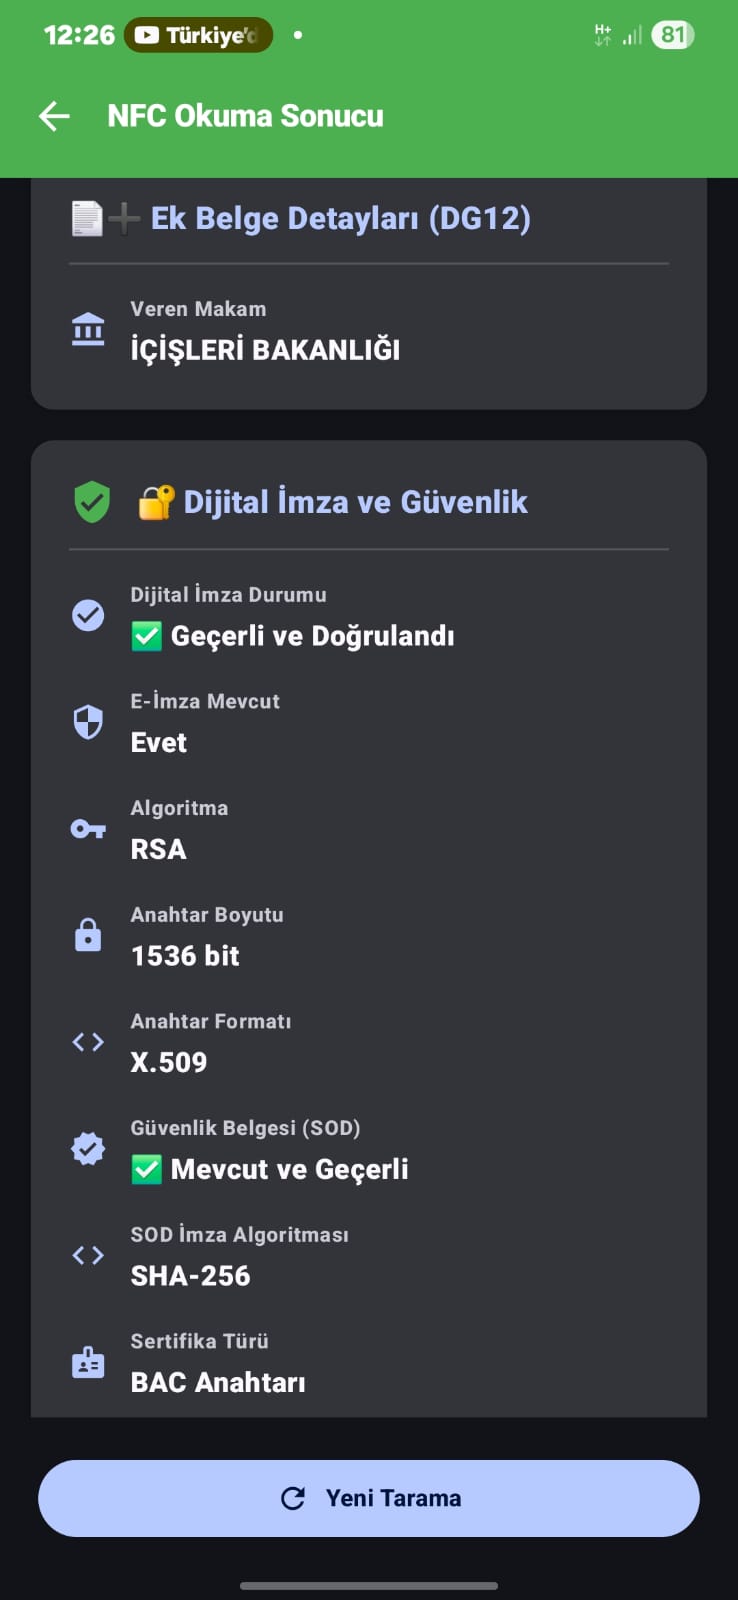 12:26 Türkiye'd H+ 81
NFC Okuma Sonucu
Ek Belge Detayları (DG12)
Veren Makam
İÇİŞLERİ BAKANLIĞI
Dijital İmza ve Güvenlik
Dijital İmza Durumu
✅ Geçerli ve Doğrulandı
E-İmza Mevcut
Evet
Algoritma
RSA
Anahtar Boyutu
1536 bit
Anahtar Formatı
X.509
Güvenlik Belgesi (SOD)
✅ Mevcut ve Geçerli
SOD İmza Algoritması
SHA-256
Sertifika Türü
BAC Anahtarı
Yeni Tarama